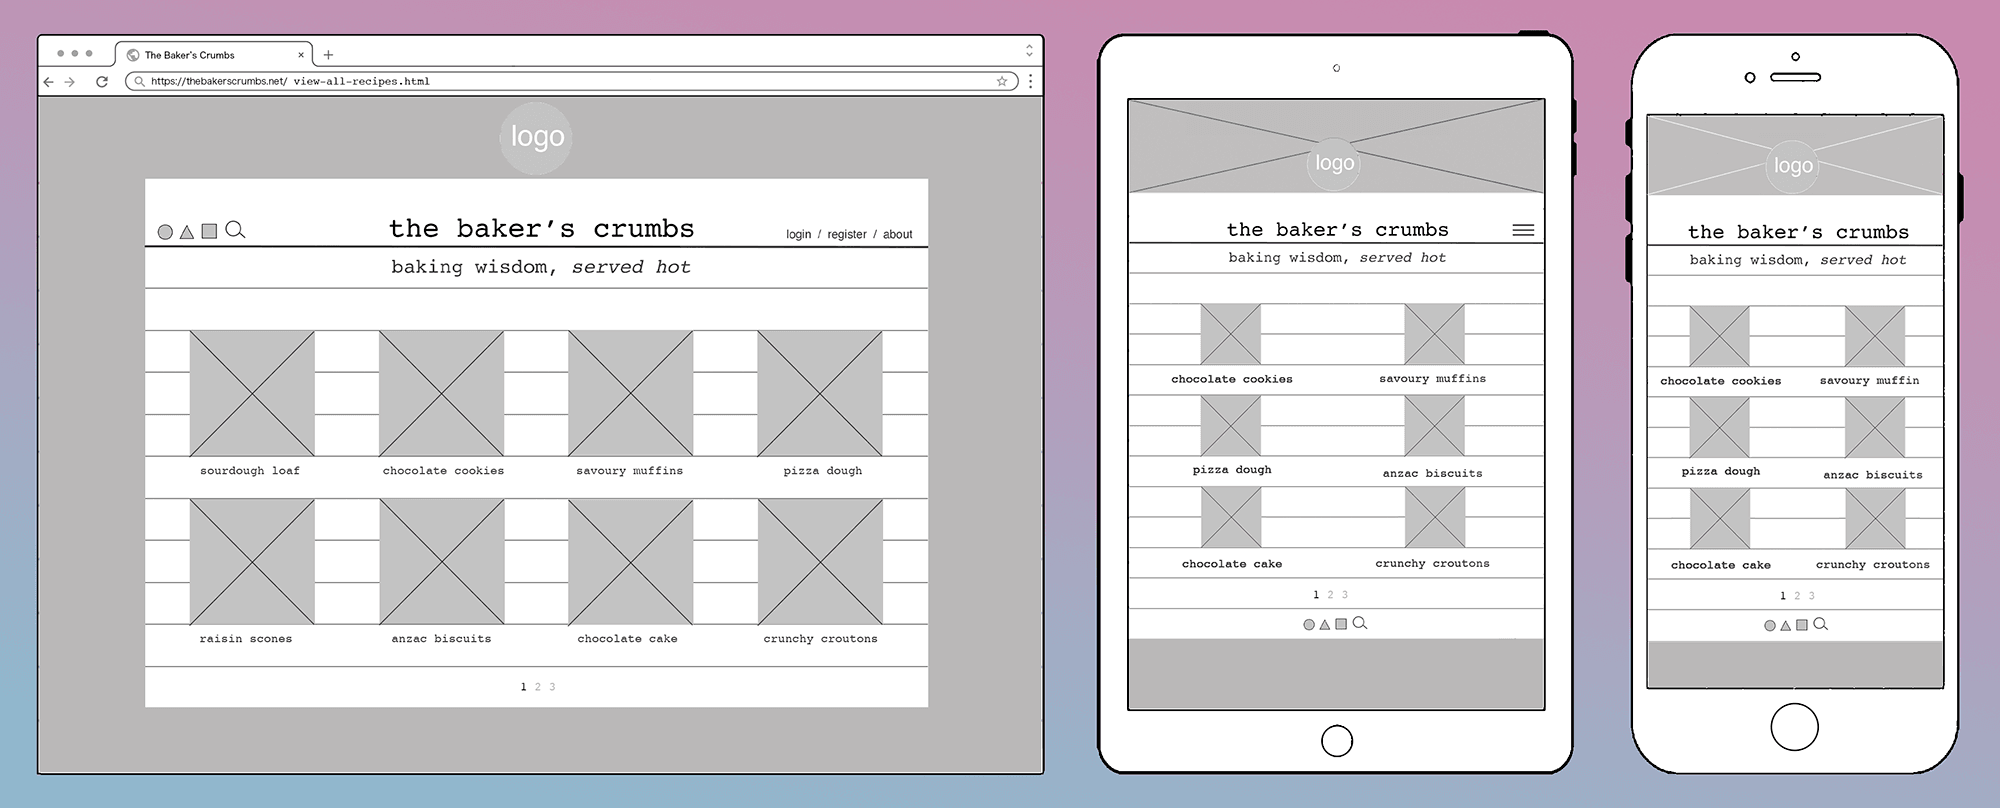 The Baker's Crumbs
https://thebakerscrumbs.net/ view-all-recipes.html
logo
the baker's crumbs
login / register / about
baking wisdom, served hot
sourdough loaf chocolate cookies savoury muffins pizza dough
raisin scones anzac biscuits chocolate cake crunchy croutons
1 2 3
logo
the baker's crumbs
baking wisdom, served hot
chocolate cookies savoury muffins
pizza dough anzac biscuits
chocolate cake crunchy croutons
1 2 3
logo
the baker's crumbs
baking wisdom, served hot
chocolate cookies savoury muffin
pizza dough anzac biscuits
chocolate cake crunchy croutons
1 2 3